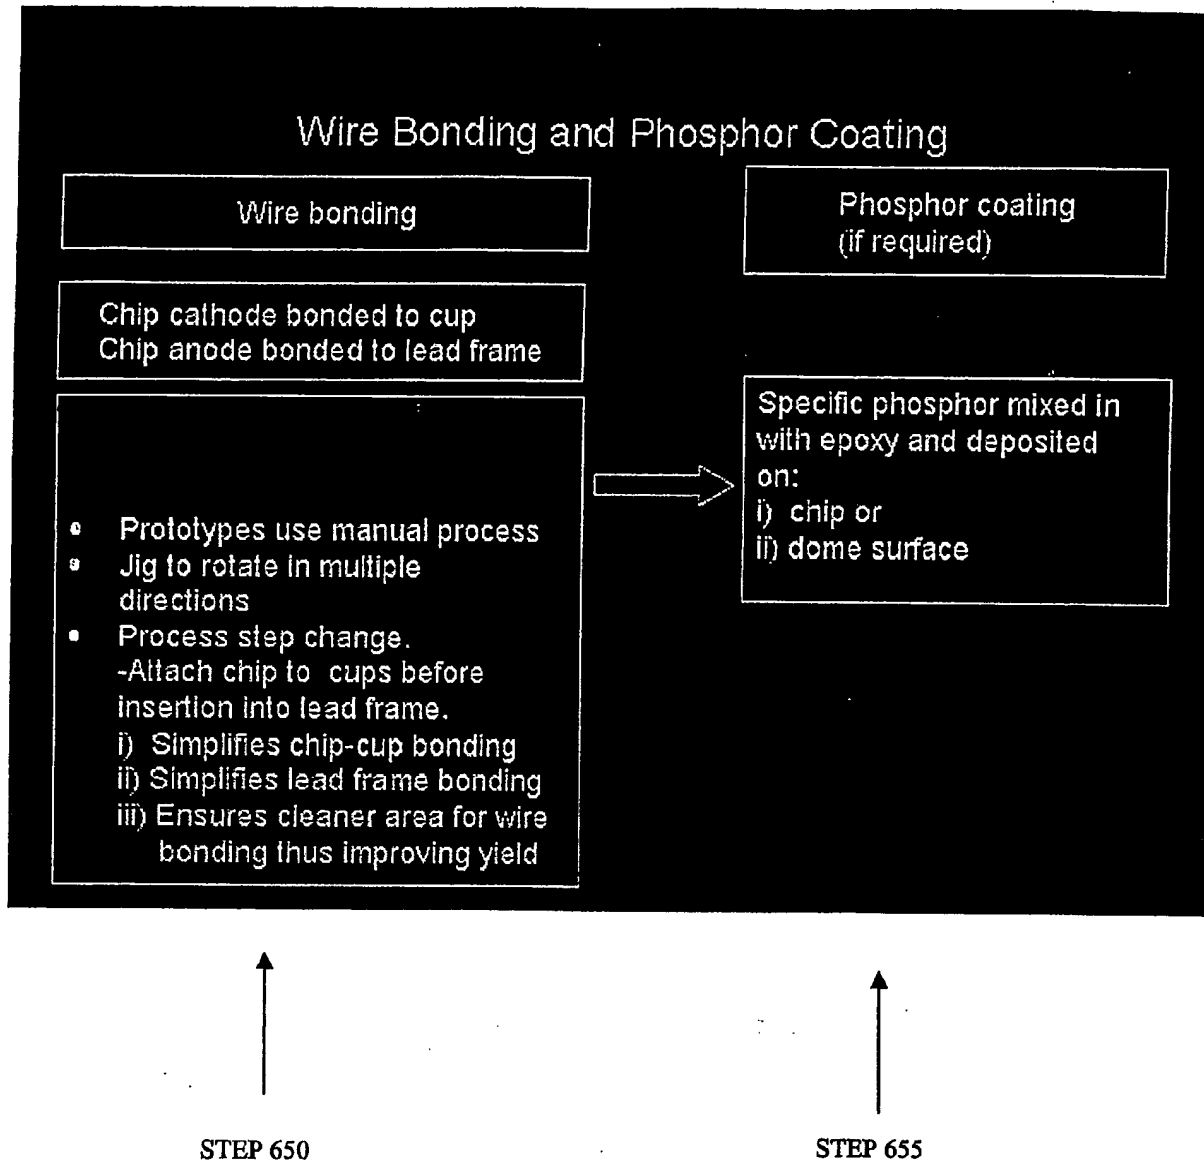 Wire Bonding and Phosphor Coating
Wire bonding
Chip cathode bonded to cup
Chip anode bonded to lead frame
• Prototypes use manual process
• Jig to rotate in multiple
directions
• Process step change.
-Attach chip to cups before
insertion into lead frame.
i) Simplifies chip-cup bonding
ii) Simplifies lead frame bonding
iii) Ensures cleaner area for wire
bonding thus improving yield
Phosphor coating
(if required)
Specific phosphor mixed in
with epoxy and deposited
on:
i) chip or
ii) dome surface
STEP 650
STEP 655